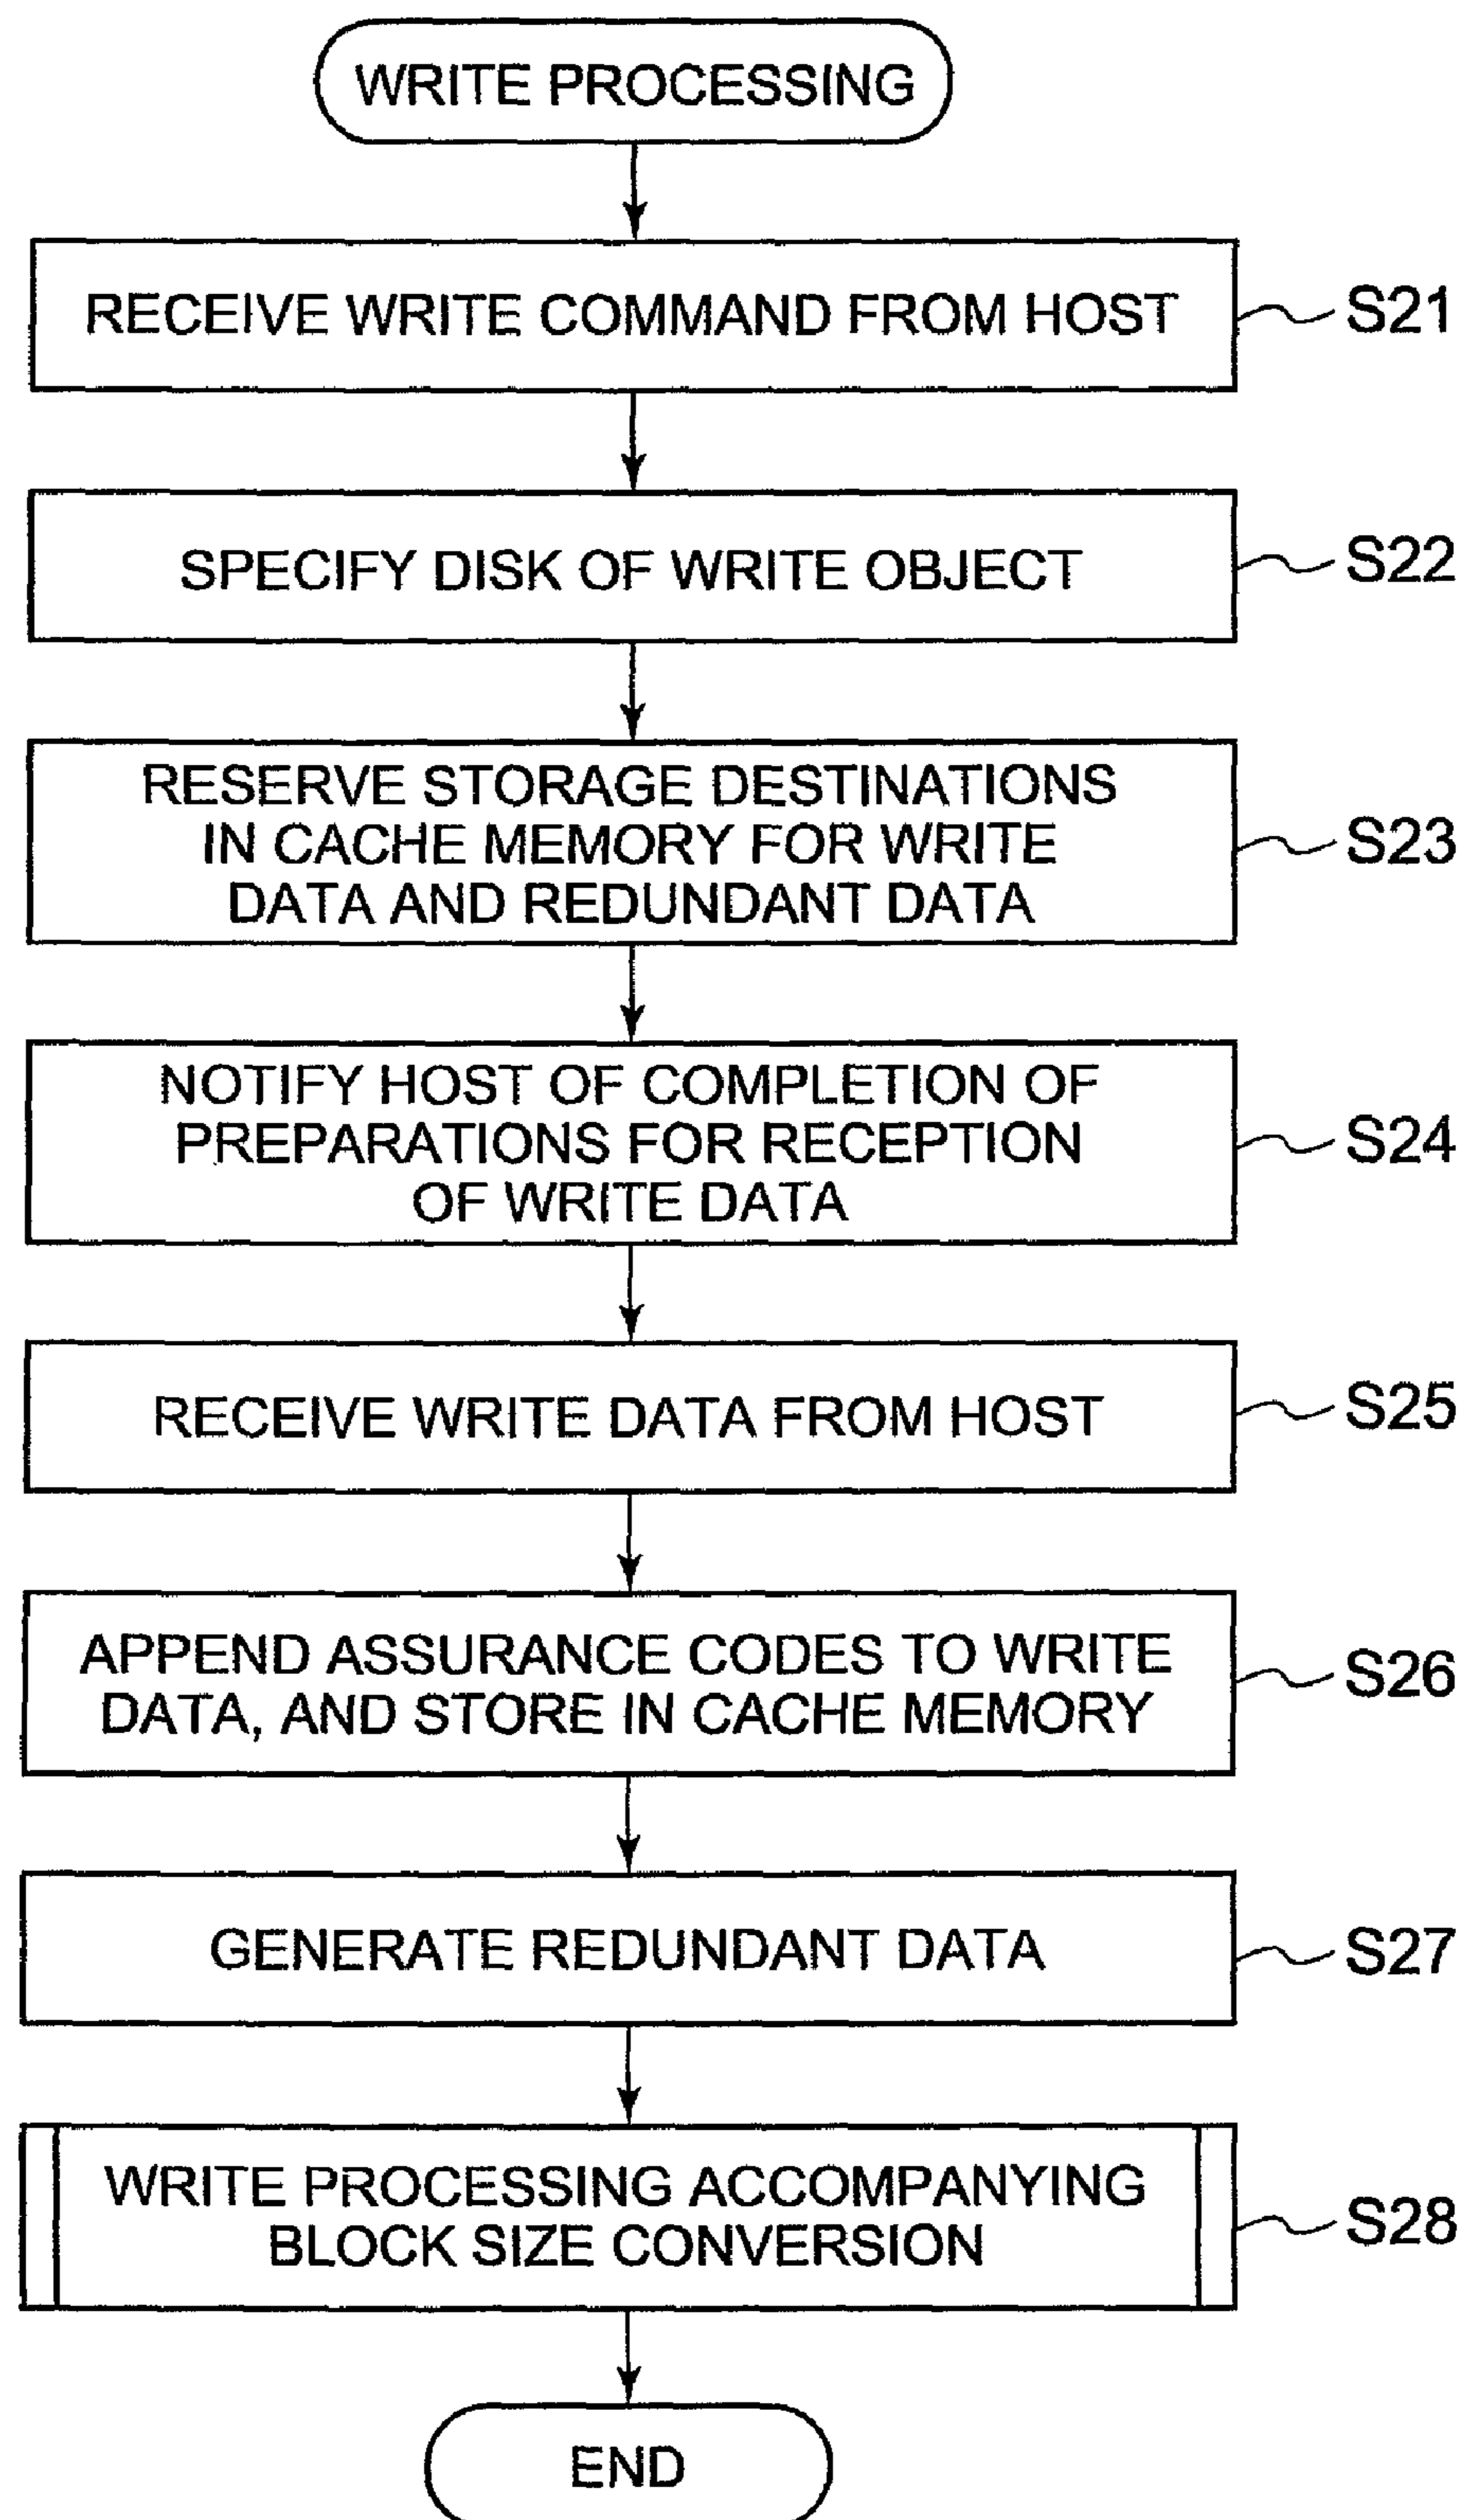 WRITE PROCESSING
RECEIVE WRITE COMMAND FROM HOST
S21
SPECIFY DISK OF WRITE OBJECT
S22
RESERVE STORAGE DESTINATIONS
IN CACHE MEMORY FOR WRITE
DATA AND REDUNDANT DATA
S23
NOTIFY HOST OF COMPLETION OF
PREPARATIONS FOR RECEPTION
OF WRITE DATA
S24
RECEIVE WRITE DATA FROM HOST
S25
APPEND ASSURANCE CODES TO WRITE
DATA, AND STORE IN CACHE MEMORY
S26
GENERATE REDUNDANT DATA
S27
WRITE PROCESSING ACCOMPANYING
BLOCK SIZE CONVERSION
S28
END